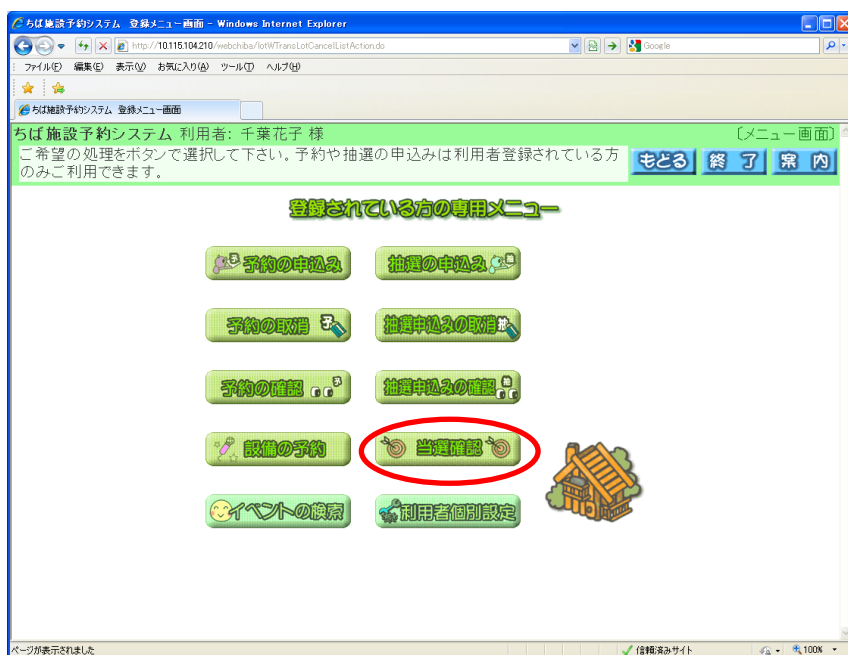 ちば施設予約システム 登録メニュー画面 - Windows Internet Explorer
http://10.115.104.210/webchiba/lotWTransLotCancelListAction.do
Google
ファイル(F) 編集(E) 表示(V) お気に入り(A) ツール(T) ヘルプ(H)
ちば施設予約システム 登録メニュー画面
ちば施設予約システム 利用者: 千葉花子 様 〔メニュー画面〕
ご希望の処理をボタンで選択して下さい。予約や抽選の申込みは利用者登録されている方
のみご利用できます。
もどる 終 了 案 内
登録されている方の専用メニュー
予約の申込み 抽選の申込み
予約の取消 抽選申込みの取消
予約の確認 抽選申込みの確認
設備の予約 当選確認
イベントの検索 利用者個別設定
ページが表示されました 信頼済みサイト 100%